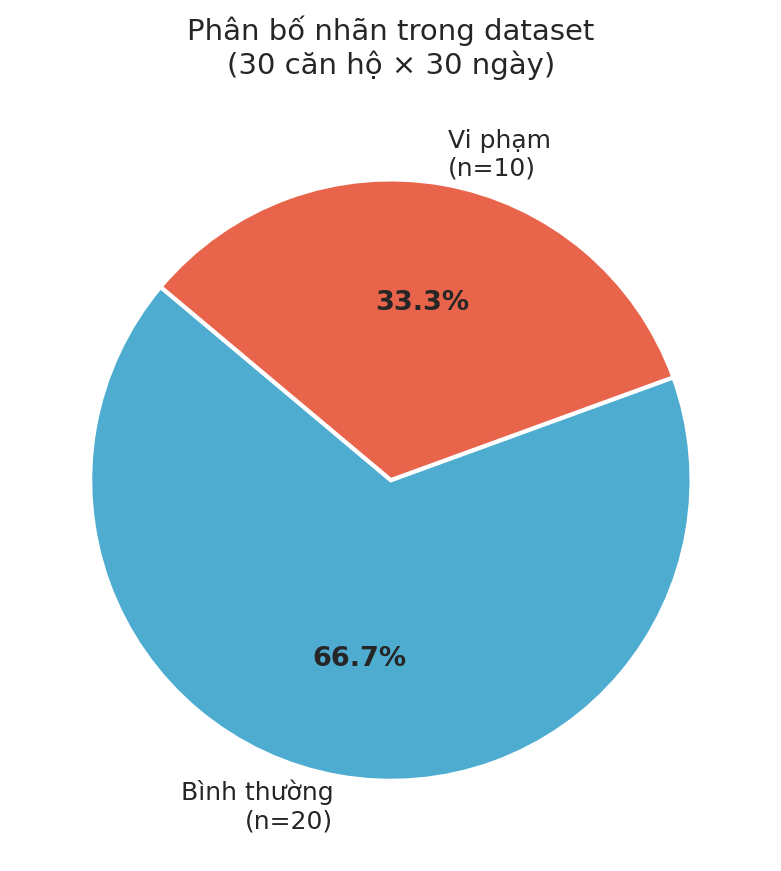 Phân bố nhãn trong dataset
(30 căn hộ × 30 ngày)
Vi phạm
(n=10)
33.3%
66.7%
Bình thường
(n=20)